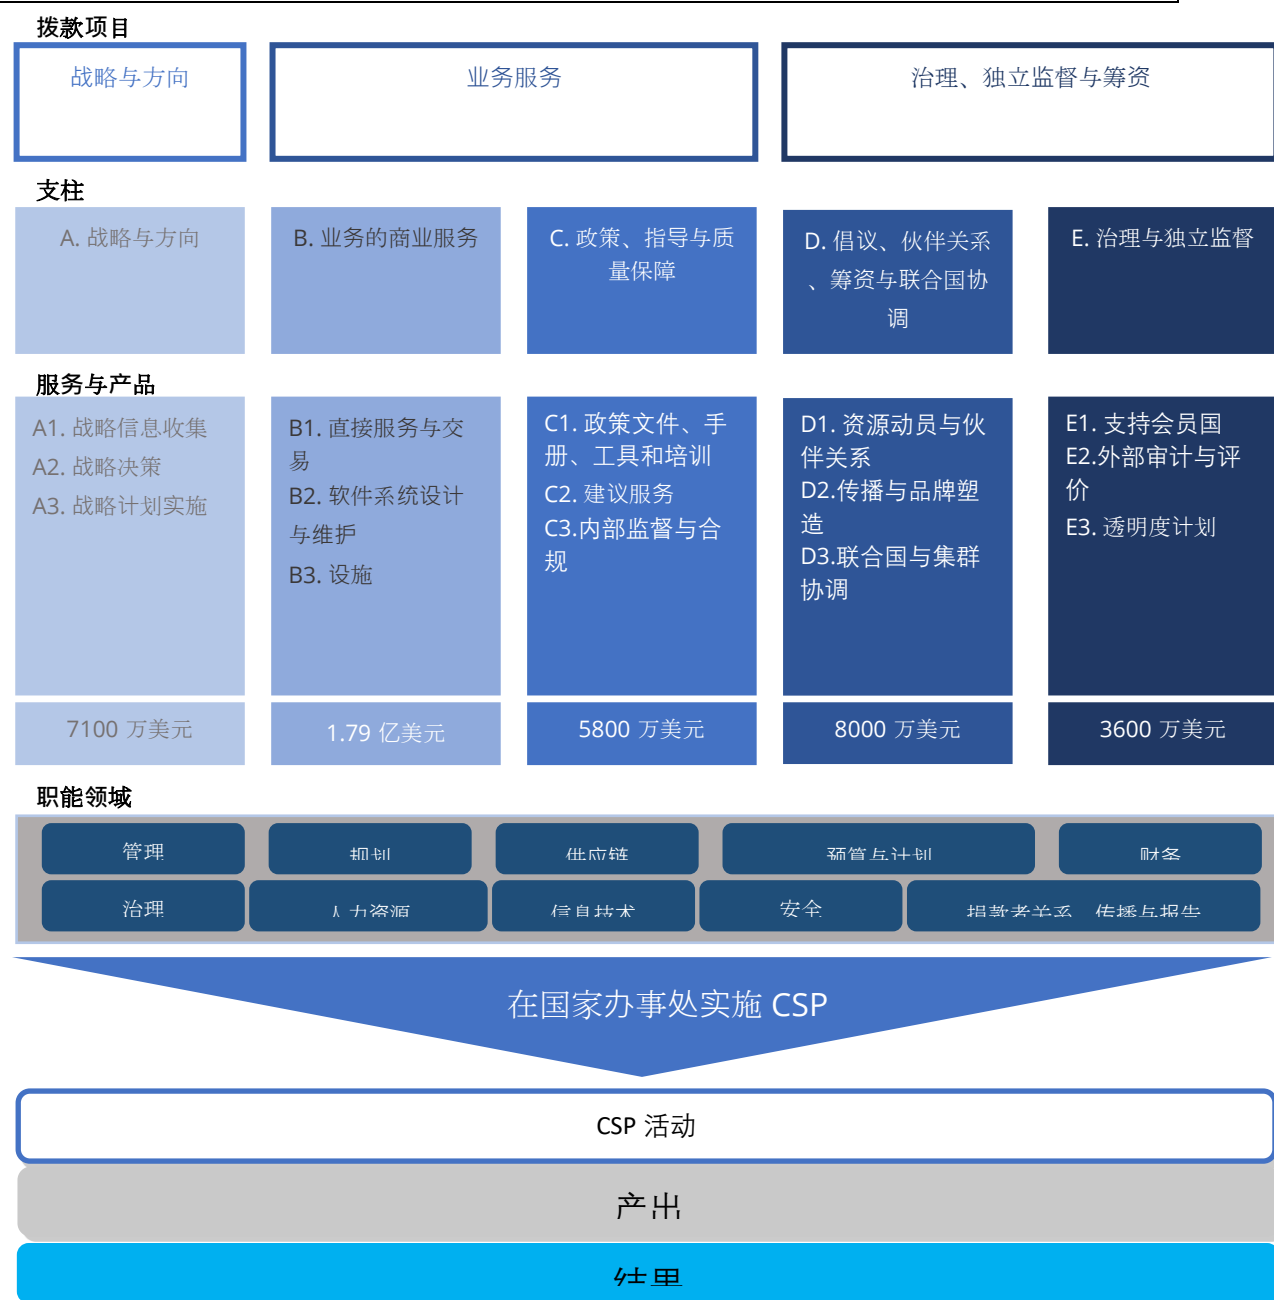 拨款项目
战略与方向
业务服务
治理、独立监督与筹资
支柱
A. 战略与方向
B. 业务的商业服务
C. 政策、指导与质
量保障
D. 倡议、伙伴关系
、筹资与联合国协
调
E. 治理与独立监督
服务与产品
A1. 战略信息收集
A2. 战略决策
A3. 战略计划实施
B1. 直接服务与交
易
B2. 软件系统设计
与维护
B3. 设施
C1. 政策文件、手
册、工具和培训
C2. 建议服务
C3.内部监督与合
规
D1. 资源动员与伙
伴关系
D2.传播与品牌塑
造
D3.联合国与集群
协调
E1. 支持会员国
E2.外部审计与评
价
E3. 透明度计划
7100 万美元
1.79 亿美元
5800 万美元
8000 万美元
3600 万美元
职能领域
管理
规划
供应链
预算与计划
财务
治理
人力资源
信息技术
安全
捐款者关系、传播与报告
在国家办事处实施 CSP
CSP 活动
产出
结果